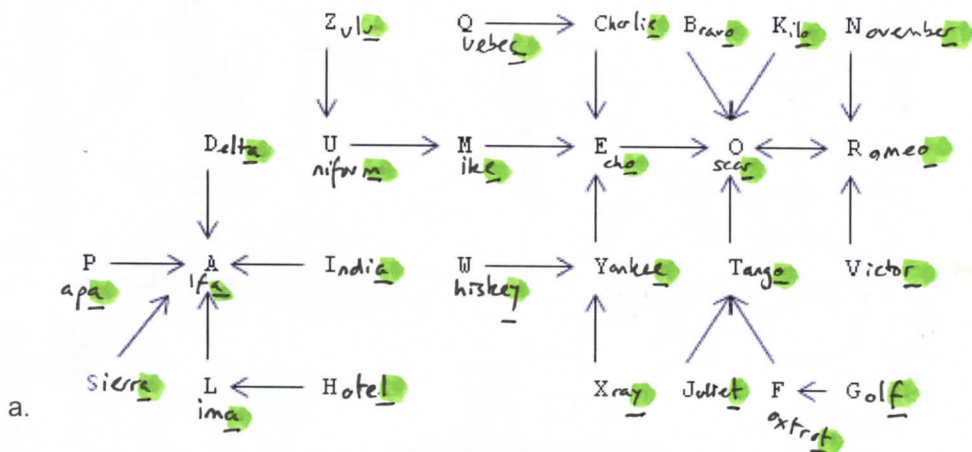 Zulu Quebec Charlie Bravo Kilo November
Delta Uniform Mike Echo Oscar Romeo
Papa Alfa India Whiskey Yankee Tango Victor
a. Sierra Lima Hotel Xray Juliet Foxtrot Golf